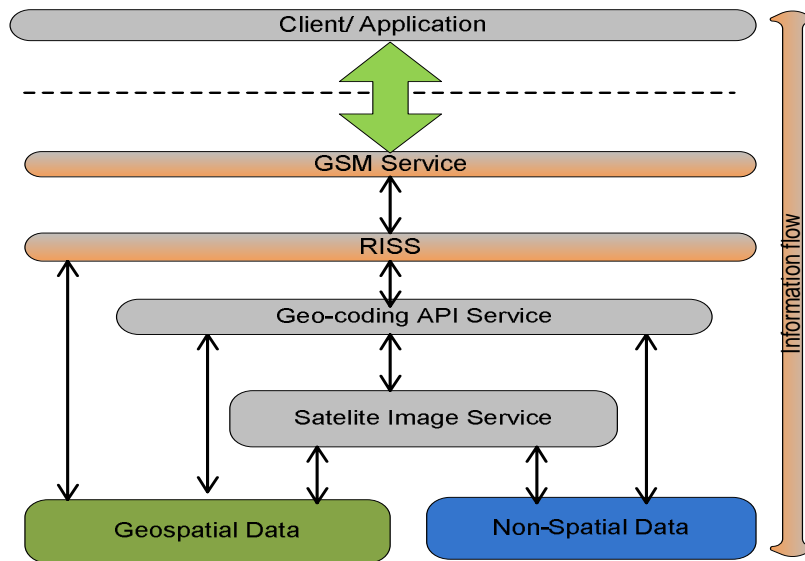 Client/ Application
GSM Service
RISS
Geo-coding API Service
Satelite Image Service
Geospatial Data
Non-Spatial Data
Information flow